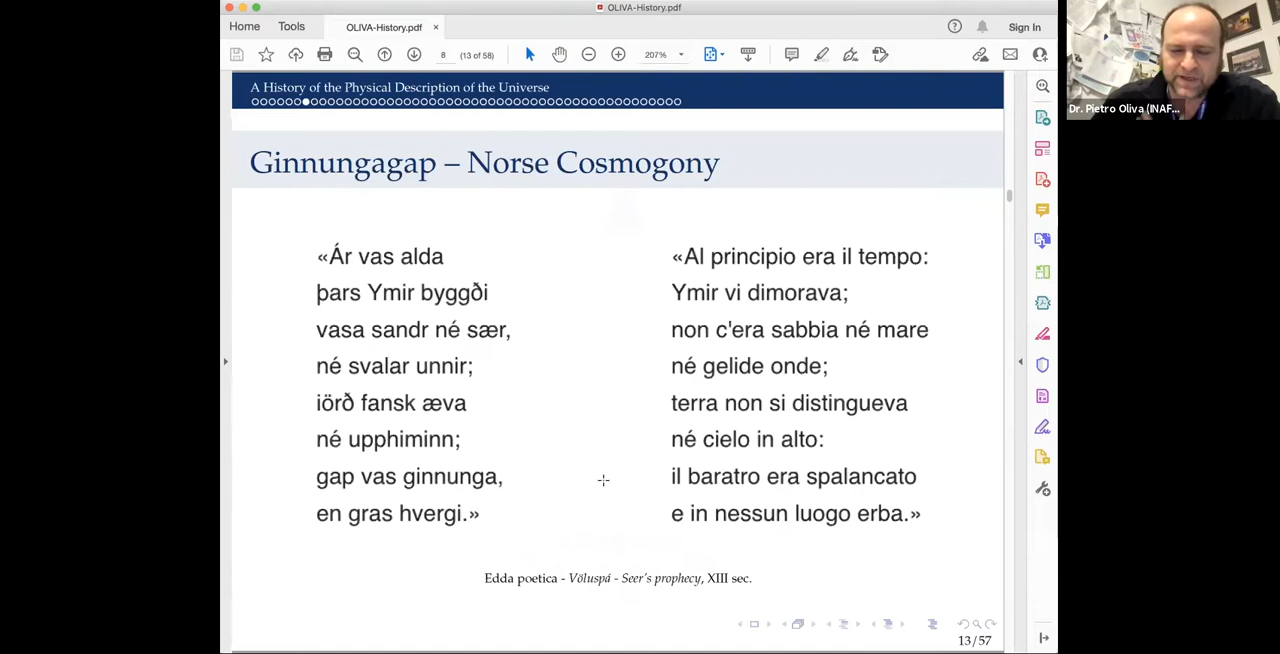 OLIVA-History.pdf
Home Tools OLIVA-History.pdf × Sign In
8 (13 of 58) 207%
Dr. Pietro Oliva (INAF...
A History of the Physical Description of the Universe
Ginnungagap – Norse Cosmogony
«Ár vas alda
þars Ymir byggði
vasa sandr né sær,
né svalar unnir;
iörð fansk æva
né upphiminn;
gap vas ginnunga,
en gras hvergi.»
«Al principio era il tempo:
Ymir vi dimorava;
non c'era sabbia né mare
né gelide onde;
terra non si distingueva
né cielo in alto:
il baratro era spalancato
e in nessun luogo erba.»
Edda poetica - Völuspá - Seer's prophecy, XIII sec.
13/57